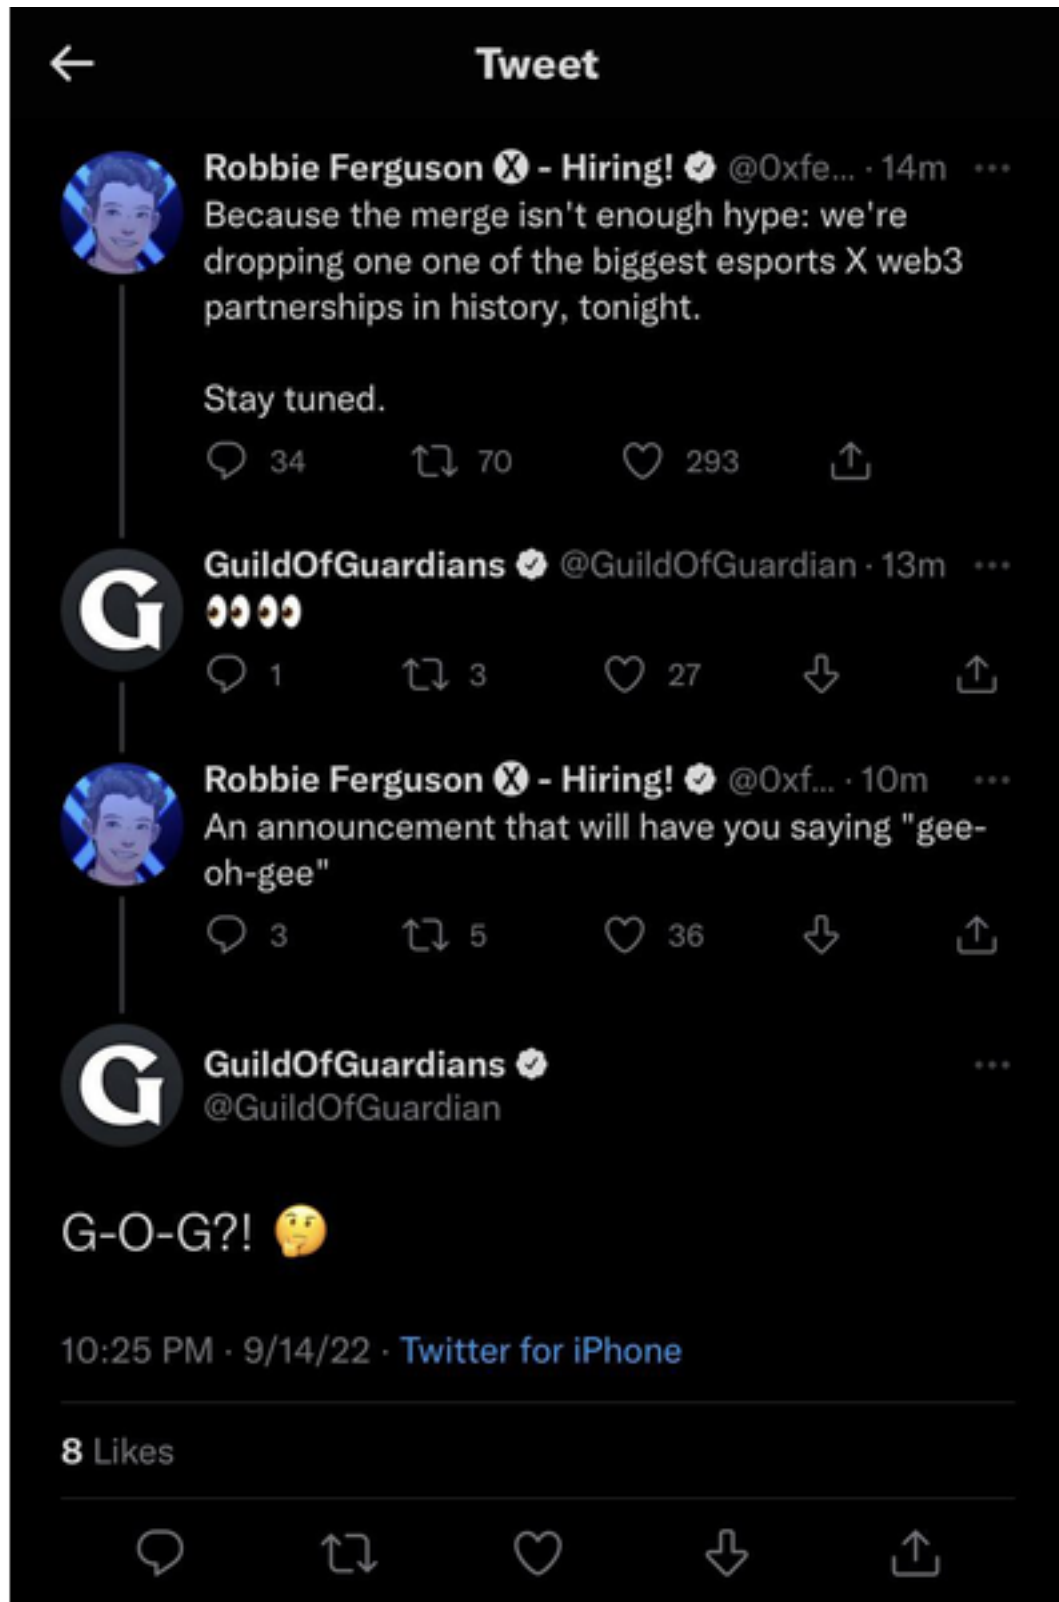 Tweet
Robbie Ferguson Ⓧ - Hiring! @0xfe... · 14m
Because the merge isn't enough hype: we're
dropping one one of the biggest esports X web3
partnerships in history, tonight.
Stay tuned.
34 70 293
GuildOfGuardians @GuildOfGuardian · 13m
👀👀
1 3 27
Robbie Ferguson Ⓧ - Hiring! @0xf... · 10m
An announcement that will have you saying "gee-
oh-gee"
3 5 36
GuildOfGuardians
@GuildOfGuardian
G-O-G?! 🤔
10:25 PM · 9/14/22 · Twitter for iPhone
8 Likes